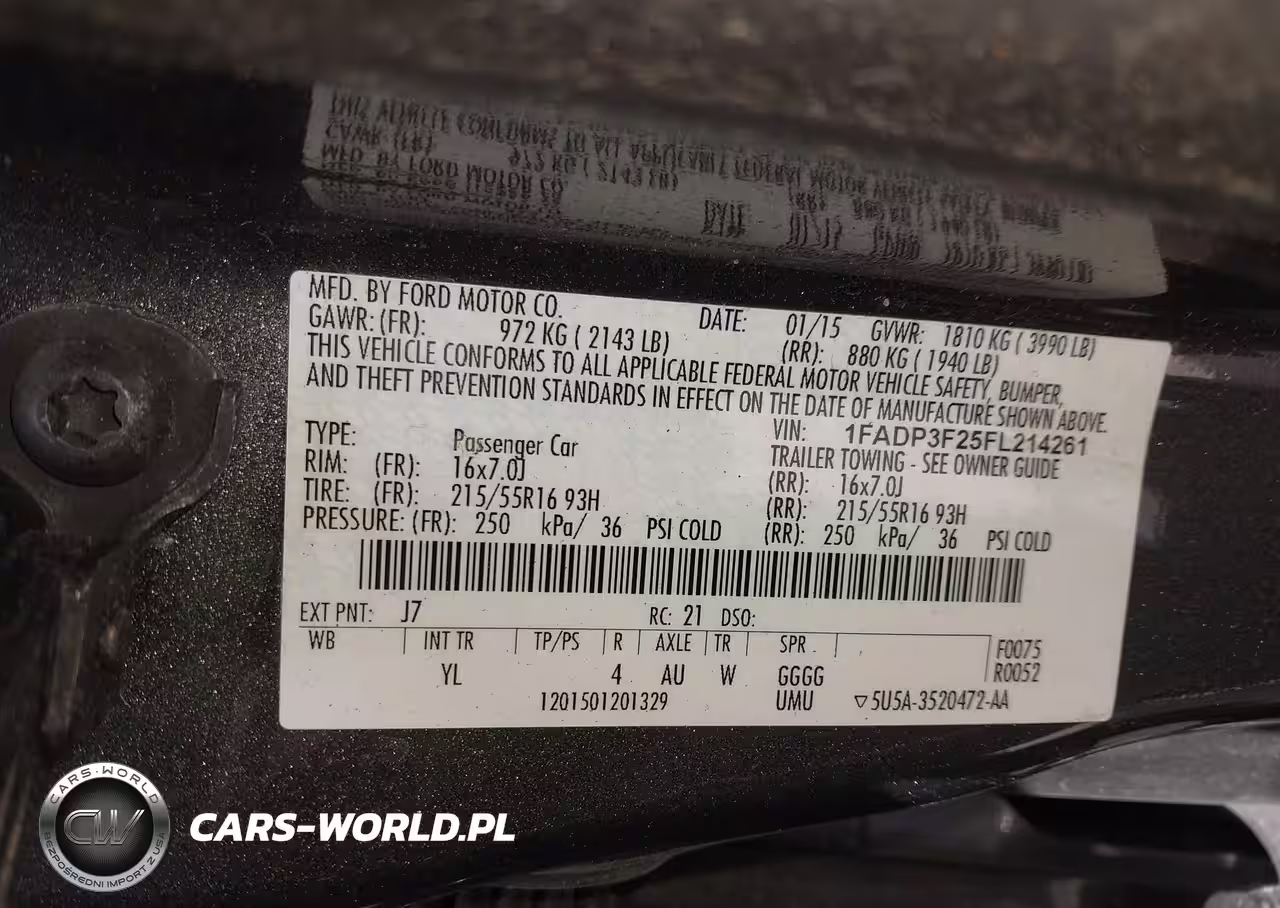 MFD. BY FORD MOTOR CO. DATE: 01/15 GVWR: 1810 KG ( 3990 LB)
GAWR: (FR): 972 KG ( 2143 LB) (RR): 880 KG ( 1940 LB)
THIS VEHICLE CONFORMS TO ALL APPLICABLE FEDERAL MOTOR VEHICLE SAFETY, BUMPER,
AND THEFT PREVENTION STANDARDS IN EFFECT ON THE DATE OF MANUFACTURE SHOWN ABOVE.
VIN: 1FADP3F25FL214261
TYPE: Passenger Car TRAILER TOWING - SEE OWNER GUIDE
RIM: (FR): 16x7.0J (RR): 16x7.0J
TIRE: (FR): 215/55R16 93H (RR): 215/55R16 93H
PRESSURE: (FR): 250 kPa/ 36 PSI COLD (RR): 250 kPa/ 36 PSI COLD
EXT PNT: J7 RC: 21 DSO:
WB INT TR TP/PS R AXLE TR SPR F0075
YL 4 AU W GGGG R0052
1201501201329 UMU ▽5U5A-3520472-AA
CARS-WORLD
CW
BEZPOŚREDNI IMPORT Z USA
CARS-WORLD.PL